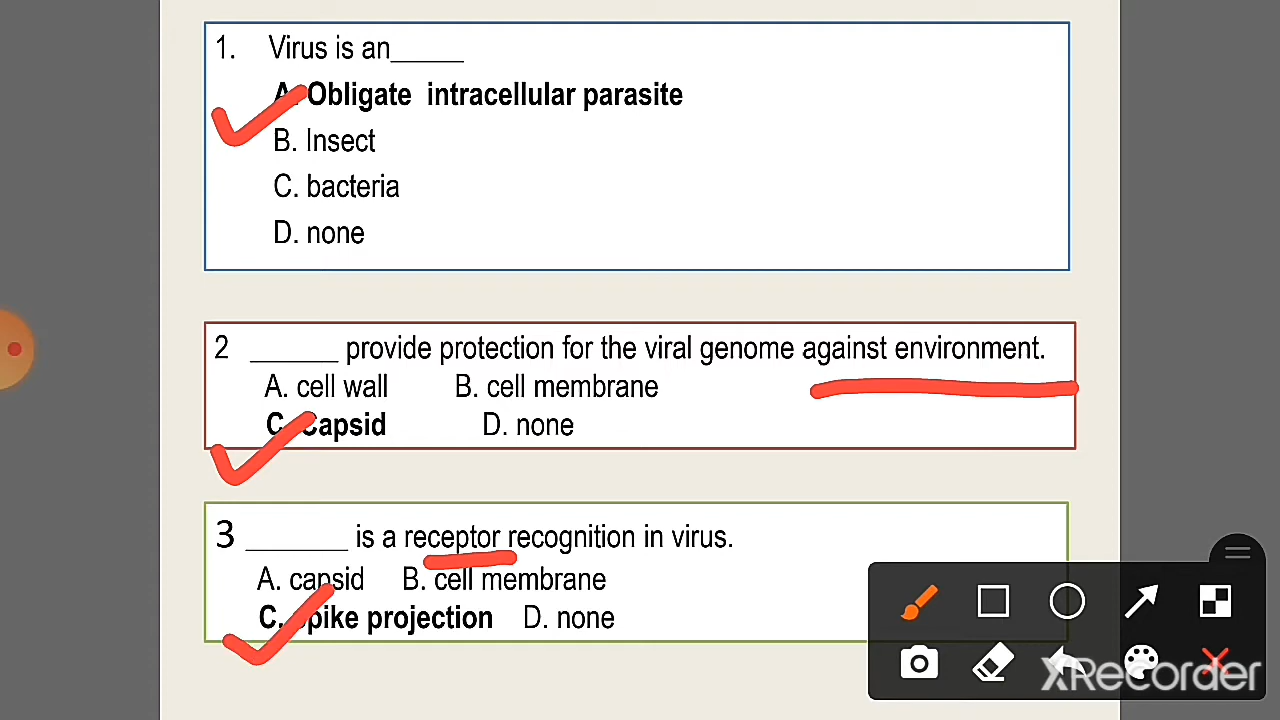 1. Virus is an_____
A. Obligate intracellular parasite
B. Insect
C. bacteria
D. none
2 ______ provide protection for the viral genome against environment.
A. cell wall B. cell membrane
C. Capsid D. none
3 _______ is a receptor recognition in virus.
A. capsid B. cell membrane
C. Spike projection D. none
XRecorder